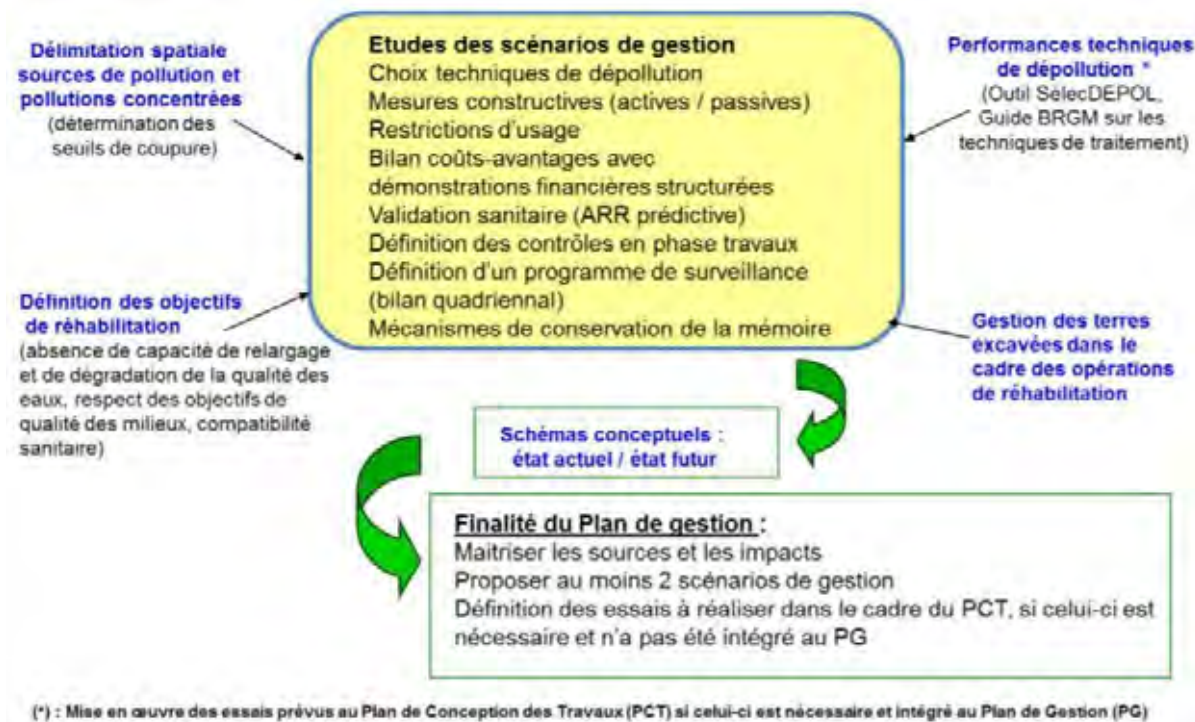 Délimitation spatiale
sources de pollution et
pollutions concentrées
(détermination des
seuils de coupure)
Etudes des scénarios de gestion
Choix techniques de dépollution
Mesures constructives (actives / passives)
Restrictions d'usage
Bilan coûts-avantages avec
démonstrations financières structurées
Validation sanitaire (ARR prédictive)
Définition des contrôles en phase travaux
Définition d'un programme de surveillance
(bilan quadriennal)
Mécanismes de conservation de la mémoire
Performances techniques
de dépollution *
(Outil SelecDEPOL,
Guide BRGM sur les
techniques de traitement)
Définition des objectifs
de réhabilitation
(absence de capacité de relargage
et de dégradation de la qualité des
eaux, respect des objectifs de
qualité des milieux, compatibilité
sanitaire)
Gestion des terres
excavées dans le
cadre des opérations
de réhabilitation
Schémas conceptuels :
état actuel / état futur
Finalité du Plan de gestion :
Maitriser les sources et les impacts
Proposer au moins 2 scénarios de gestion
Définition des essais à réaliser dans le cadre du PCT, si celui-ci est
nécessaire et n'a pas été intégré au PG
(*) : Mise en œuvre des essais prévus au Plan de Conception des Travaux (PCT) si celui-ci est nécessaire et intégré au Plan de Gestion (PG)